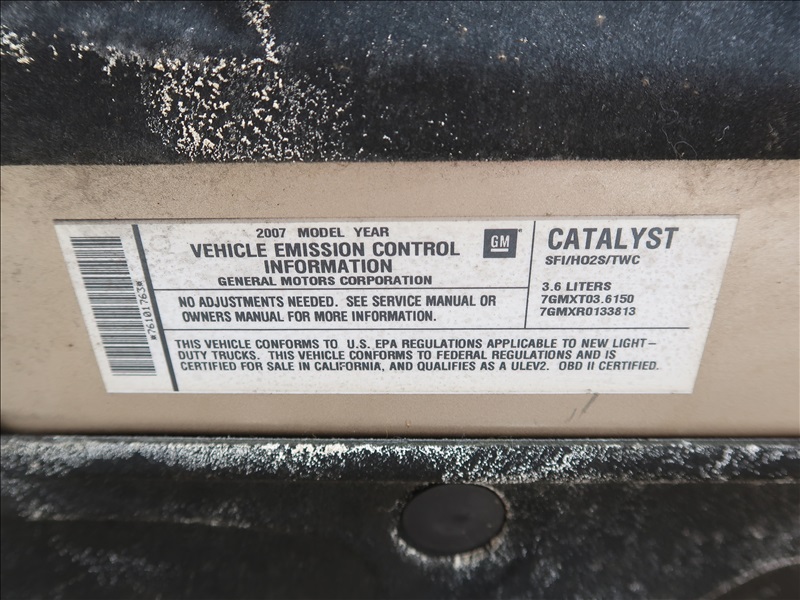 *76101763*
2007 MODEL YEAR
VEHICLE EMISSION CONTROL
INFORMATION
GENERAL MOTORS CORPORATION
GM
NO ADJUSTMENTS NEEDED. SEE SERVICE MANUAL OR
OWNERS MANUAL FOR MORE INFORMATION.
CATALYST
SFI/HO2S/TWC
3.6 LITERS
7GMXT03.6150
7GMXR0133813
THIS VEHICLE CONFORMS TO U.S. EPA REGULATIONS APPLICABLE TO NEW LIGHT-
DUTY TRUCKS. THIS VEHICLE CONFORMS TO FEDERAL REGULATIONS AND IS
CERTIFIED FOR SALE IN CALIFORNIA, AND QUALIFIES AS A ULEV2. OBD II CERTIFIED.